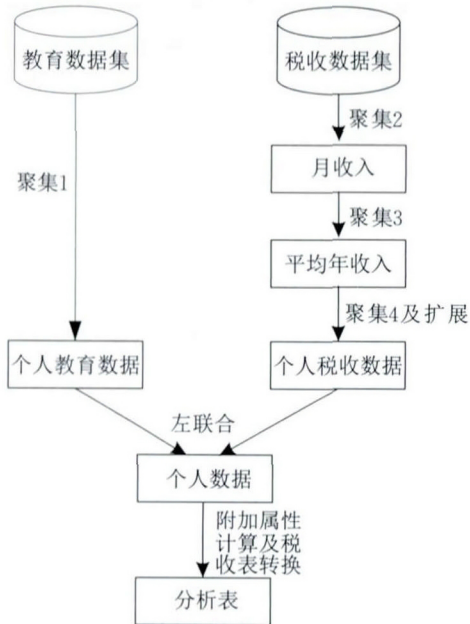 教育数据集
税收数据集
聚集2
月收入
聚集1
聚集3
平均年收入
聚集4及扩展
个人教育数据
个人税收数据
左联合
个人数据
附加属性
计算及税
收表转换
分析表